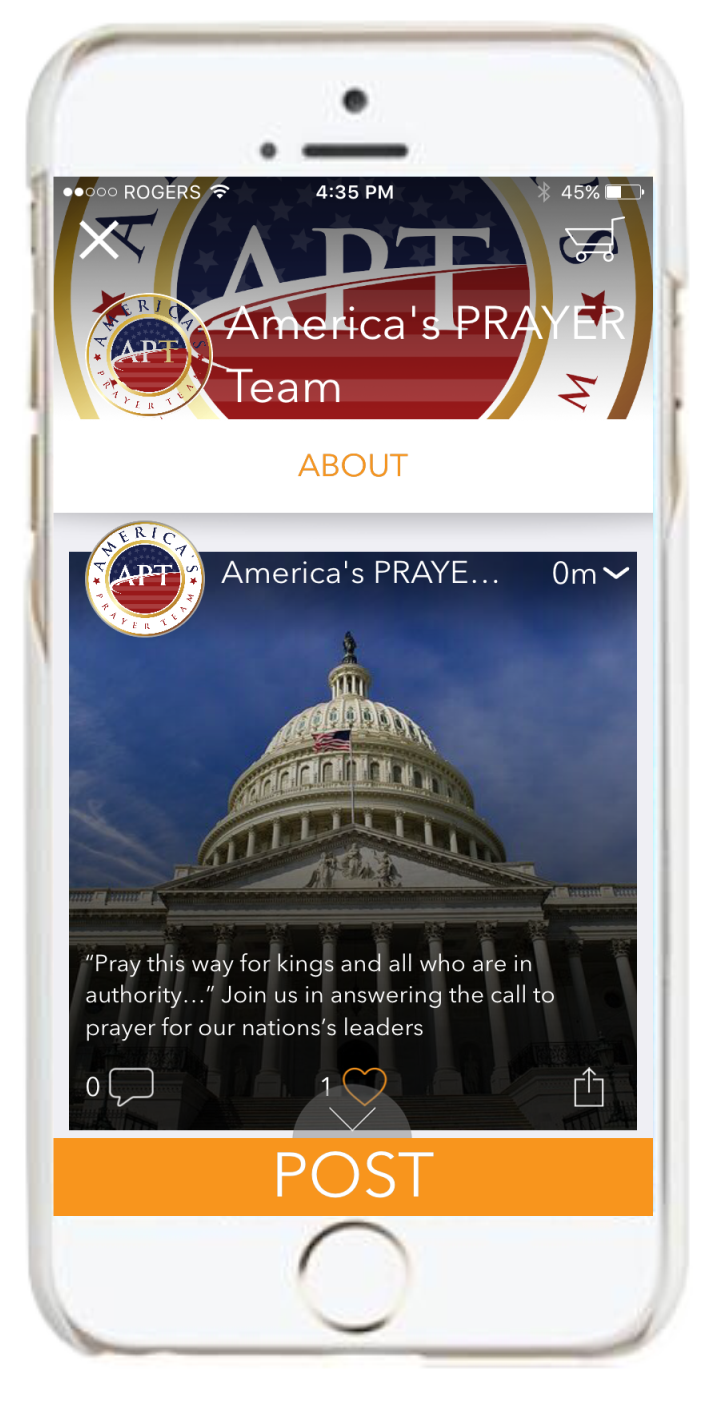 ROGERS 4:35 PM 45%
APT
AMERICA'S
APT
PRAYER TEAM
America's PRAYER
Team
ABOUT
AMERICA'S
APT
PRAYER TEAM
America's PRAYE... 0m
“Pray this way for kings and all who are in
authority...” Join us in answering the call to
prayer for our nations’s leaders
0 1
POST